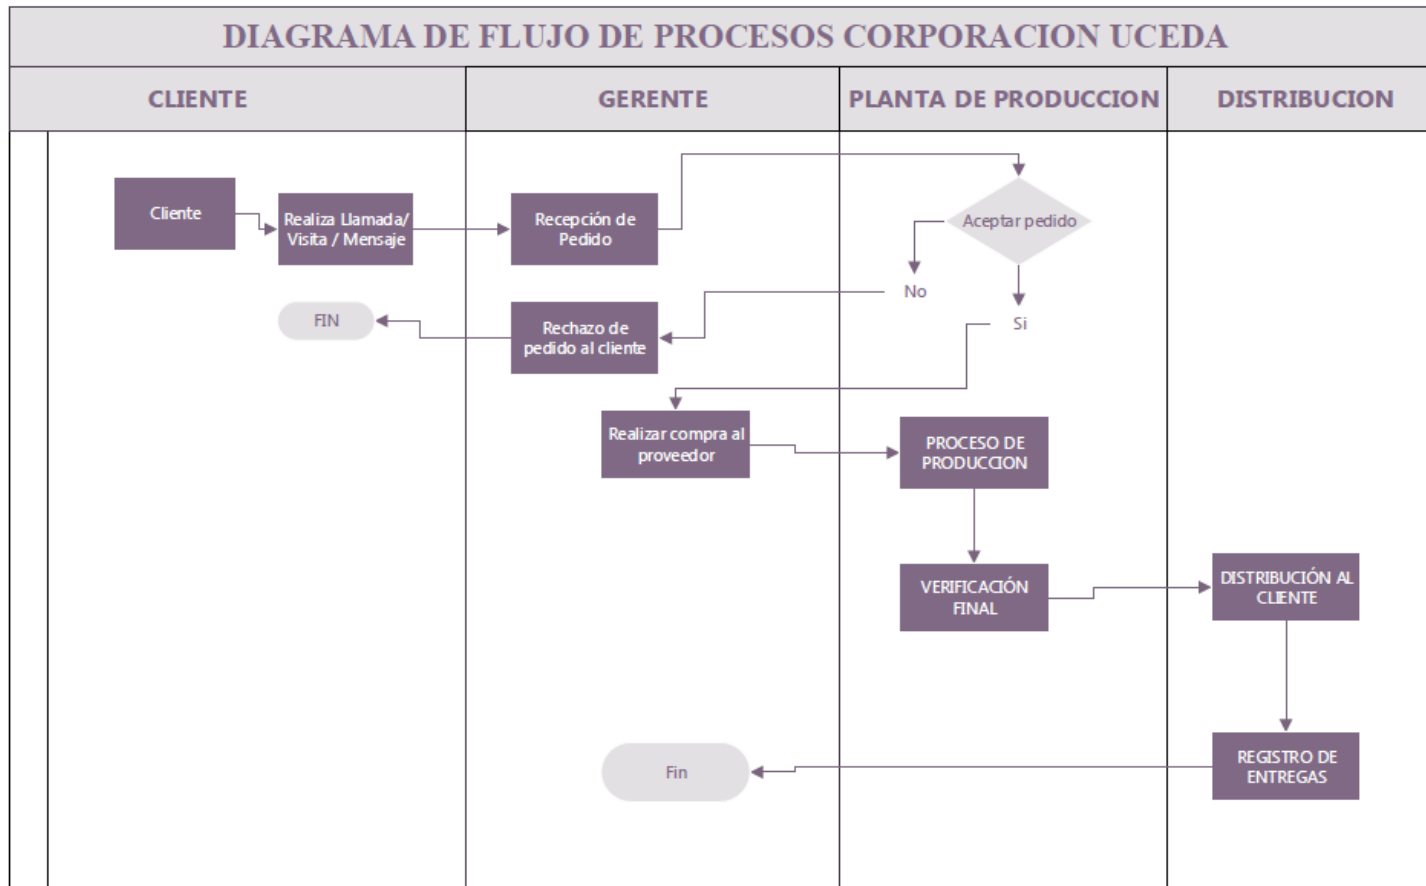 DIAGRAMA DE FLUJO DE PROCESOS CORPORACION UCEDA
CLIENTE
GERENTE
PLANTA DE PRODUCCION
DISTRIBUCION
Cliente
Realiza Llamada/
Visita / Mensaje
Recepción de
Pedido
Aceptar pedido
No
Si
FIN
Rechazo de
pedido al cliente
Realizar compra al
proveedor
PROCESO DE
PRODUCCION
VERIFICACIÓN
FINAL
DISTRIBUCIÓN AL
CLIENTE
REGISTRO DE
ENTREGAS
Fin